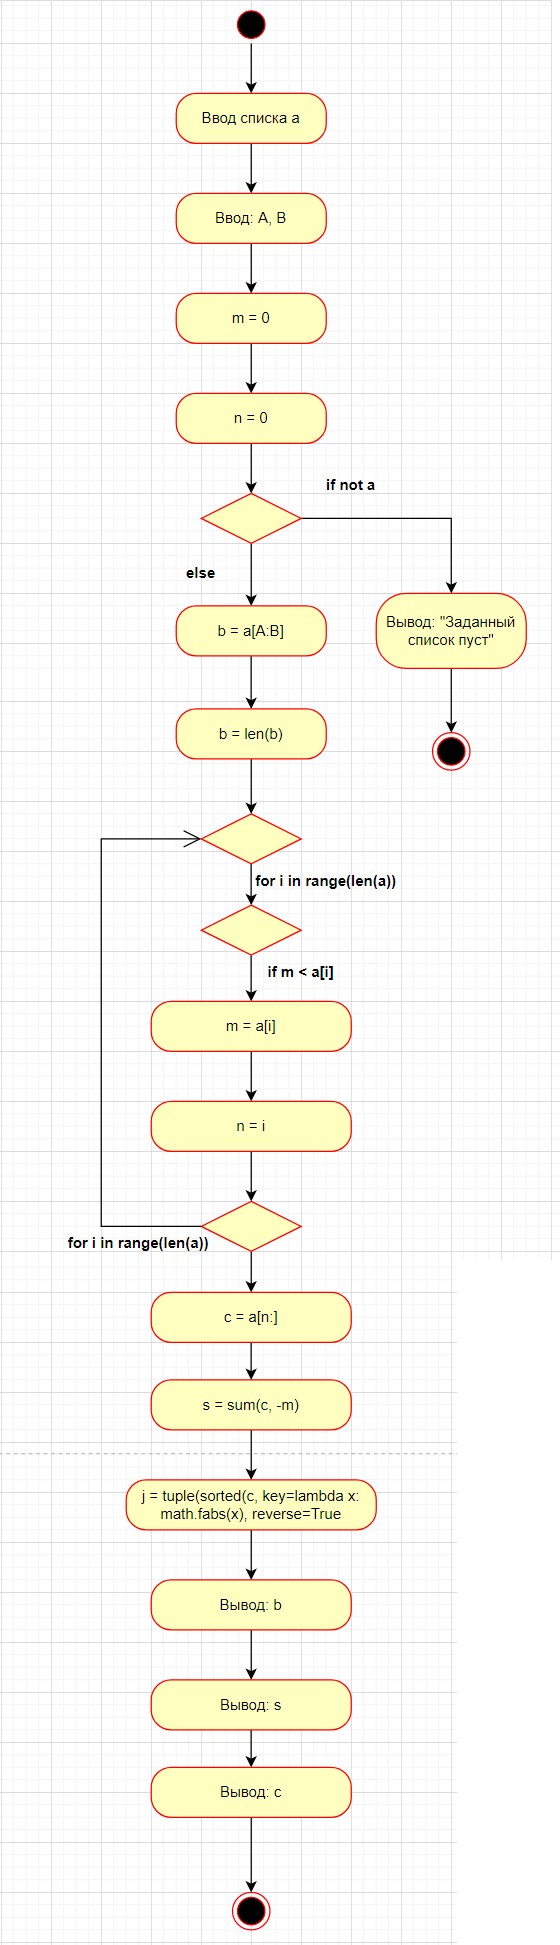 Ввод списка a
Ввод: A, B
m = 0
n = 0
if not a
else
b = a[A:B]
Вывод: "Заданный
список пуст"
b = len(b)
for i in range(len(a))
if m < a[i]
m = a[i]
n = i
for i in range(len(a))
c = a[n:]
s = sum(c, -m)
j = tuple(sorted(c, key=lambda x:
math.fabs(x), reverse=True
Вывод: b
Вывод: s
Вывод: c